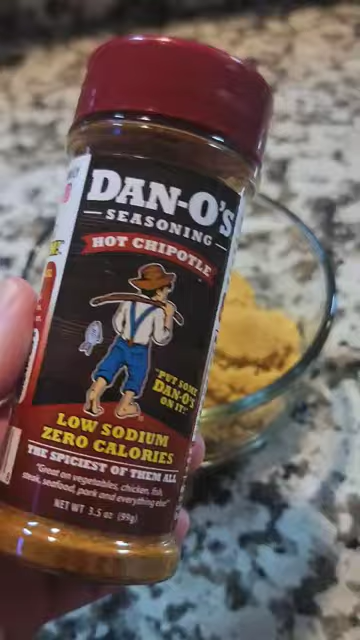 DAN-O's
SEASONING
HOT CHIPOTLE
"PUT SOME
DAN-O's
ON IT!"
LOW SODIUM
ZERO CALORIES
THE SPICIEST OF THEM ALL
"Great on vegetables, chicken, fish
steak, seafood, pork and everything else"
NET WT 3.5 oz (99g)